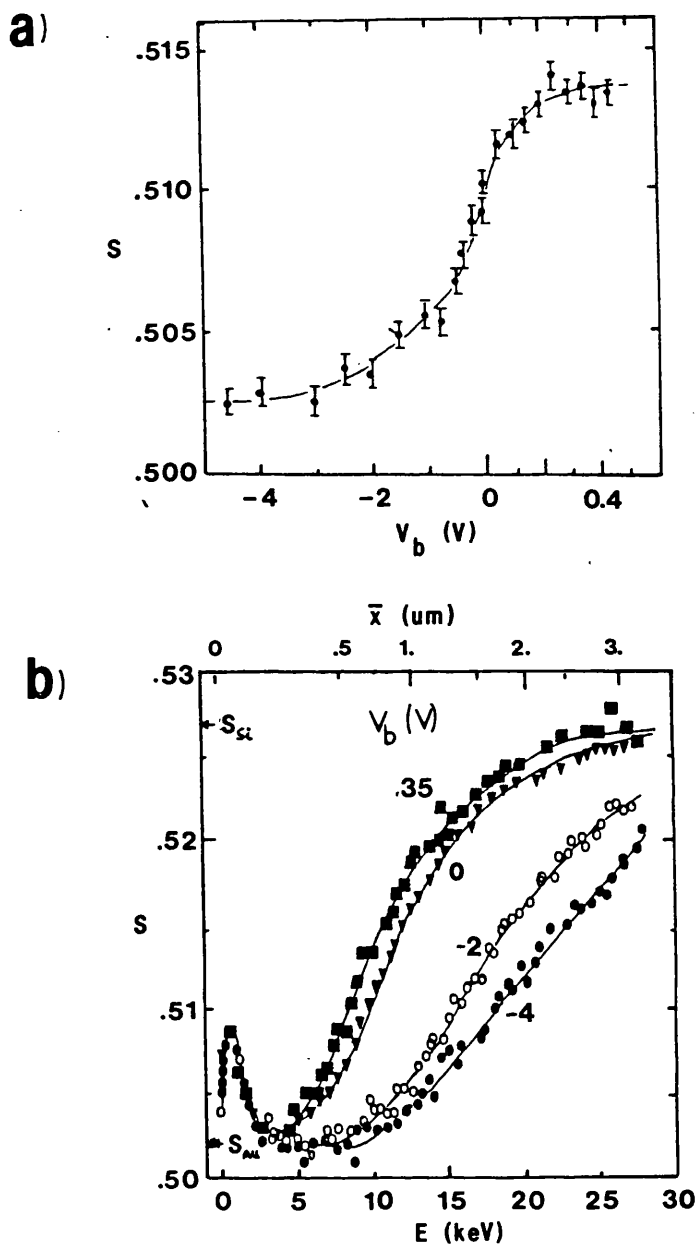 a)
.515
.510
S
.505
.500
-4 -2 0 0.4
V_b (V)
x̄ (um)
0 .5 1. 2. 3.
b)
.53
S_Si
V_b (V)
.35
.52
0
S
-2
.51
-4
S_Au
.50
0 5 10 15 20 25 30
E (keV)